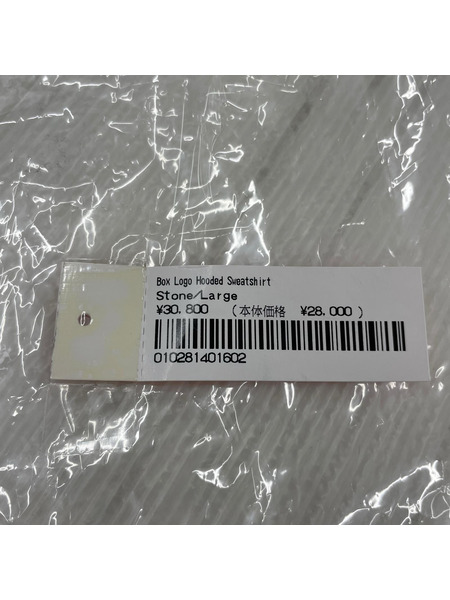 Box Logo Hooded Sweatshirt
Stone/Large
¥30.800 (本体価格 ¥28.000 )
010281401602